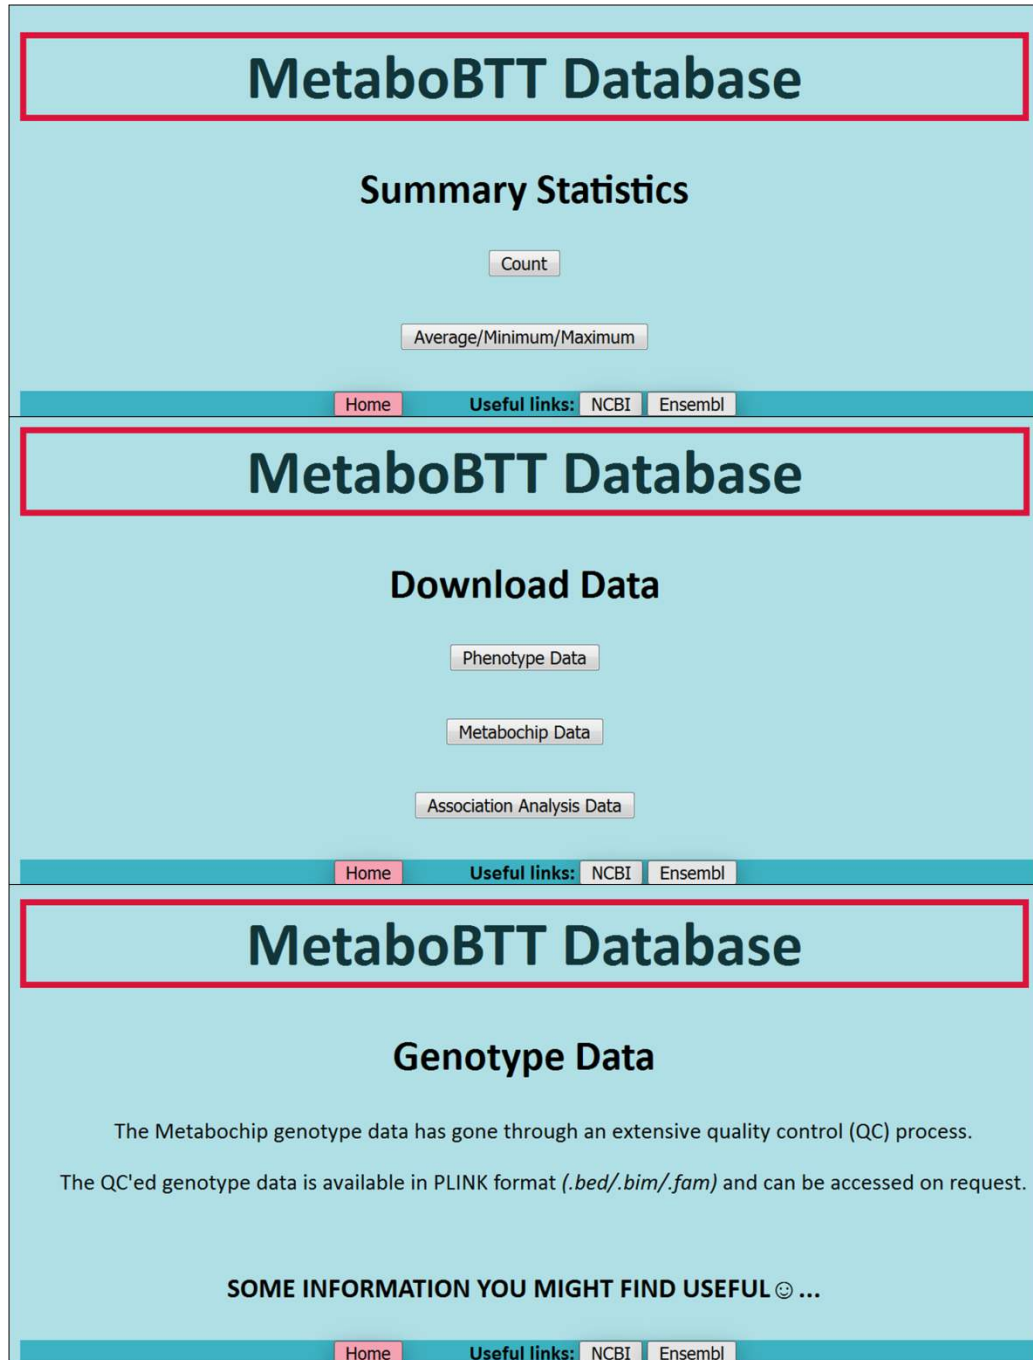 MetaboBTT Database
Summary Statistics
Count
Average/Minimum/Maximum
Home Useful links: NCBI Ensembl
MetaboBTT Database
Download Data
Phenotype Data
Metabochip Data
Association Analysis Data
Home Useful links: NCBI Ensembl
MetaboBTT Database
Genotype Data
The Metabochip genotype data has gone through an extensive quality control (QC) process.
The QC'ed genotype data is available in PLINK format (.bed/.bim/.fam) and can be accessed on request.
SOME INFORMATION YOU MIGHT FIND USEFUL☺...
Home Useful links: NCBI Ensembl